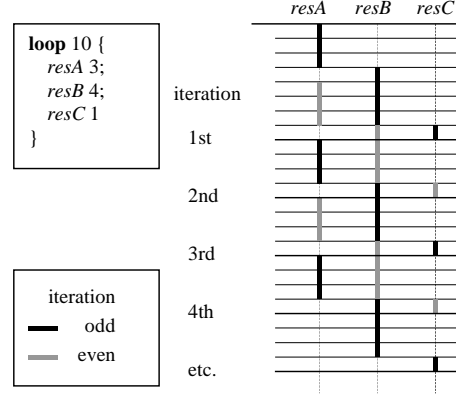 resA resB resC
loop 10 {
resA 3;
resB 4;
resC 1
}
iteration
1st
2nd
3rd
4th
etc.
iteration
odd
even